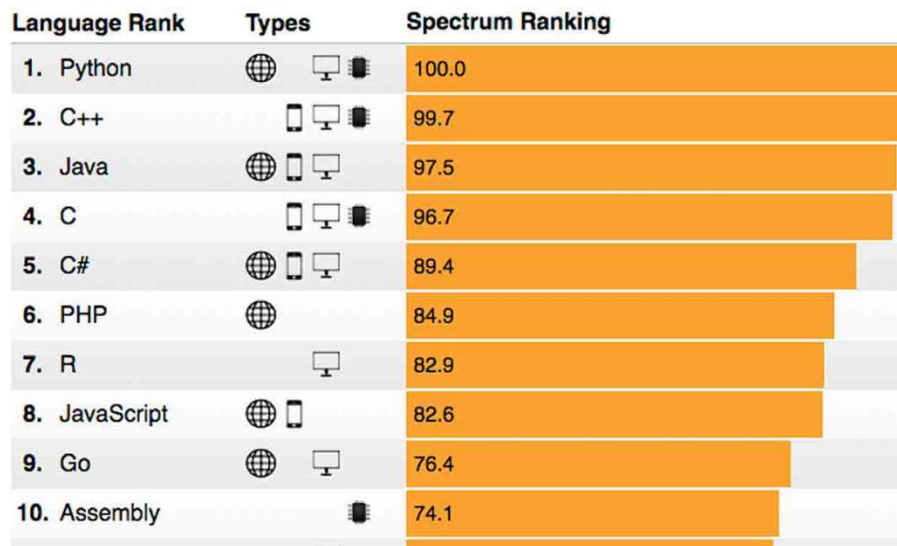 Language Rank Types Spectrum Ranking
1. Python 100.0
2. C++ 99.7
3. Java 97.5
4. C 96.7
5. C# 89.4
6. PHP 84.9
7. R 82.9
8. JavaScript 82.6
9. Go 76.4
10. Assembly 74.1